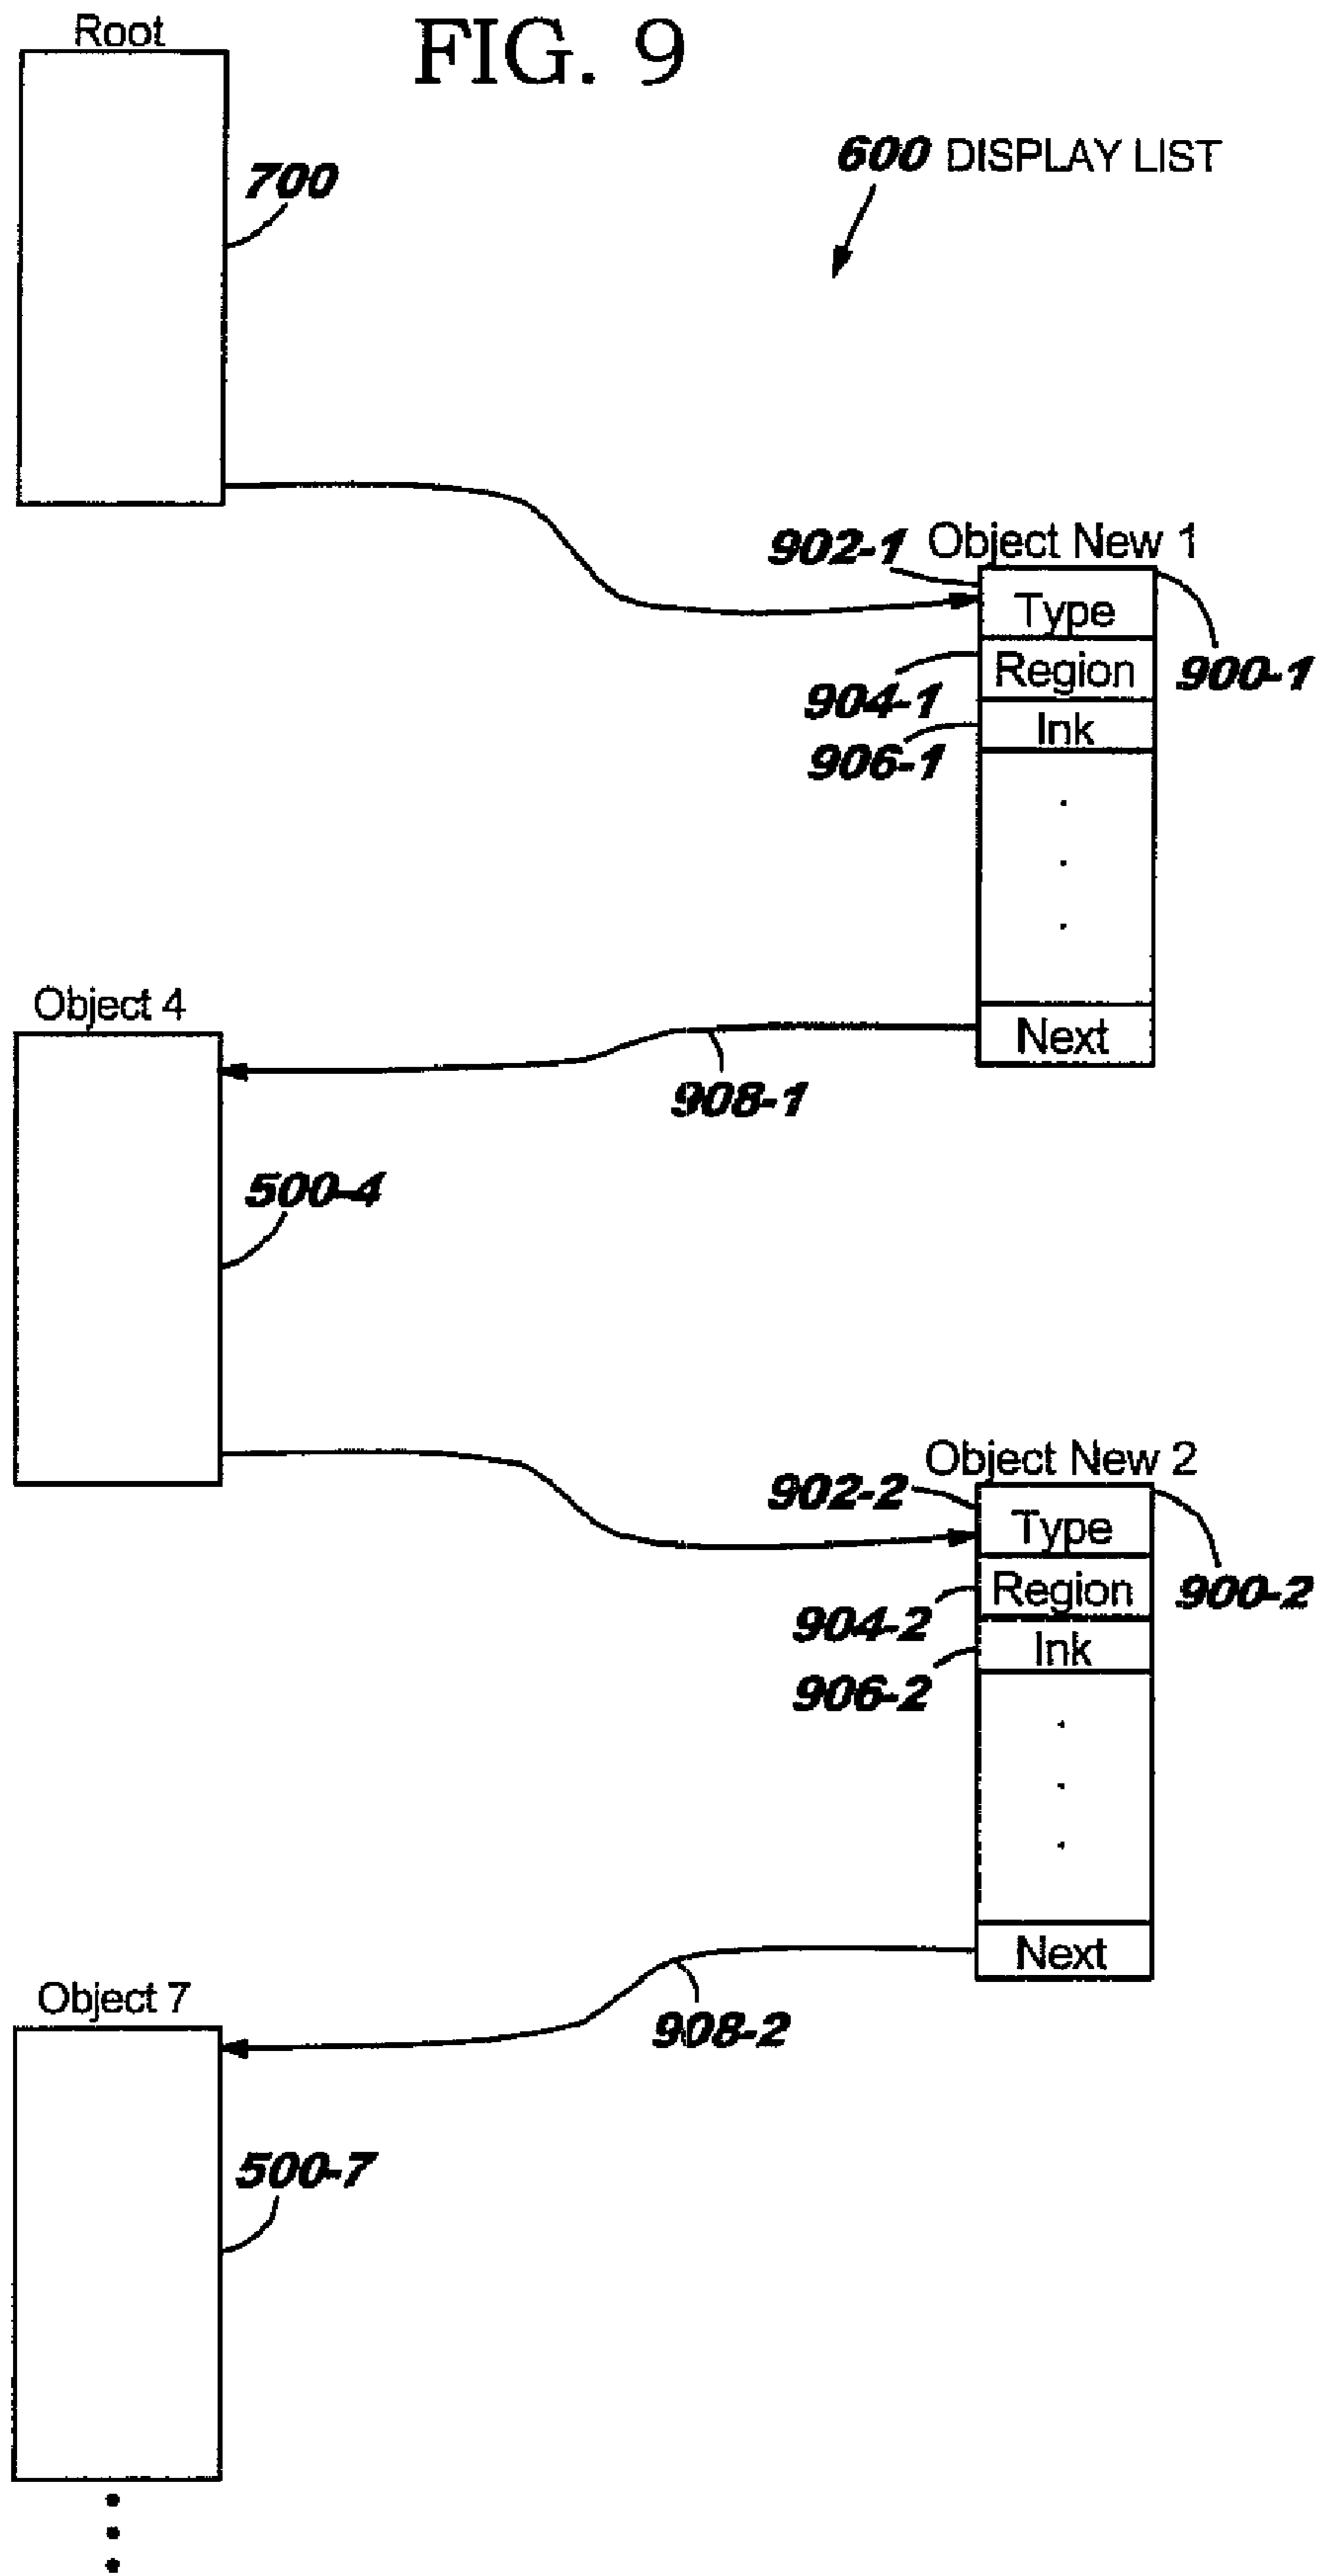 Root
FIG. 9
600 DISPLAY LIST
700
902-1 Object New 1
Type
Region
900-1
904-1
Ink
906-1
.
.
.
Object 4
Next
908-1
500-4
Object New 2
902-2
Type
Region
900-2
904-2
Ink
906-2
.
.
.
Next
Object 7
908-2
500-7